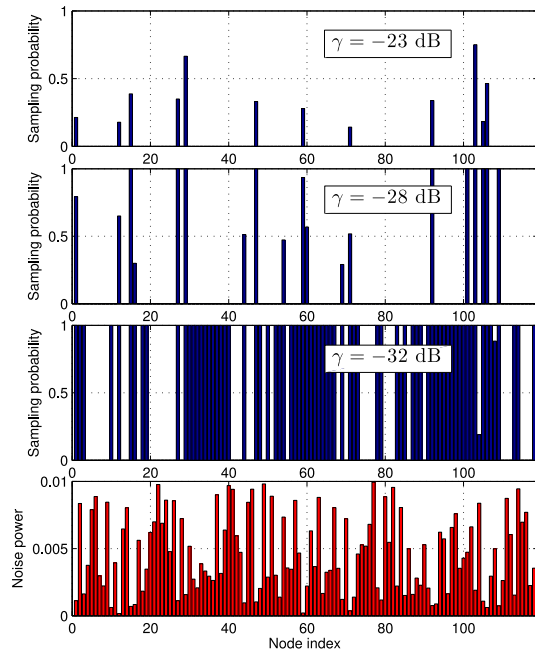 1
0.5
0
Sampling probability
γ = −23 dB
0 20 40 60 80 100
1
0.5
0
Sampling probability
γ = −28 dB
0 20 40 60 80 100
1
0.5
0
Sampling probability
γ = −32 dB
0 20 40 60 80 100
0.01
0.005
0
Noise power
0 20 40 60 80 100
Node index